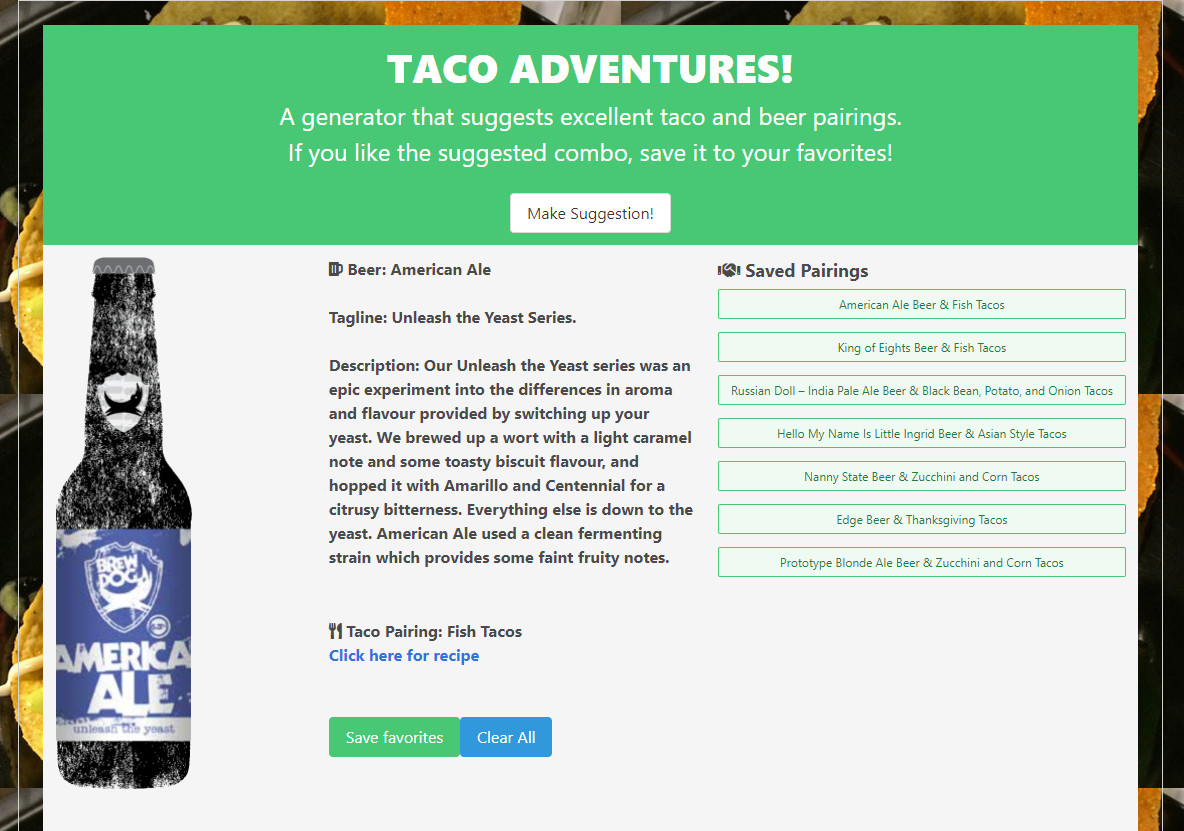 TACO ADVENTURES!
A generator that suggests excellent taco and beer pairings.
If you like the suggested combo, save it to your favorites!
Make Suggestion!
BREW
DOG
AMERICA
ALE
unleash the yeast
Beer: American Ale
Tagline: Unleash the Yeast Series.
Description: Our Unleash the Yeast series was an
epic experiment into the differences in aroma
and flavour provided by switching up your
yeast. We brewed up a wort with a light caramel
note and some toasty biscuit flavour, and
hopped it with Amarillo and Centennial for a
citrusy bitterness. Everything else is down to the
yeast. American Ale used a clean fermenting
strain which provides some faint fruity notes.
Taco Pairing: Fish Tacos
Click here for recipe
Save favorites
Clear All
Saved Pairings
American Ale Beer & Fish Tacos
King of Eights Beer & Fish Tacos
Russian Doll – India Pale Ale Beer & Black Bean, Potato, and Onion Tacos
Hello My Name Is Little Ingrid Beer & Asian Style Tacos
Nanny State Beer & Zucchini and Corn Tacos
Edge Beer & Thanksgiving Tacos
Prototype Blonde Ale Beer & Zucchini and Corn Tacos